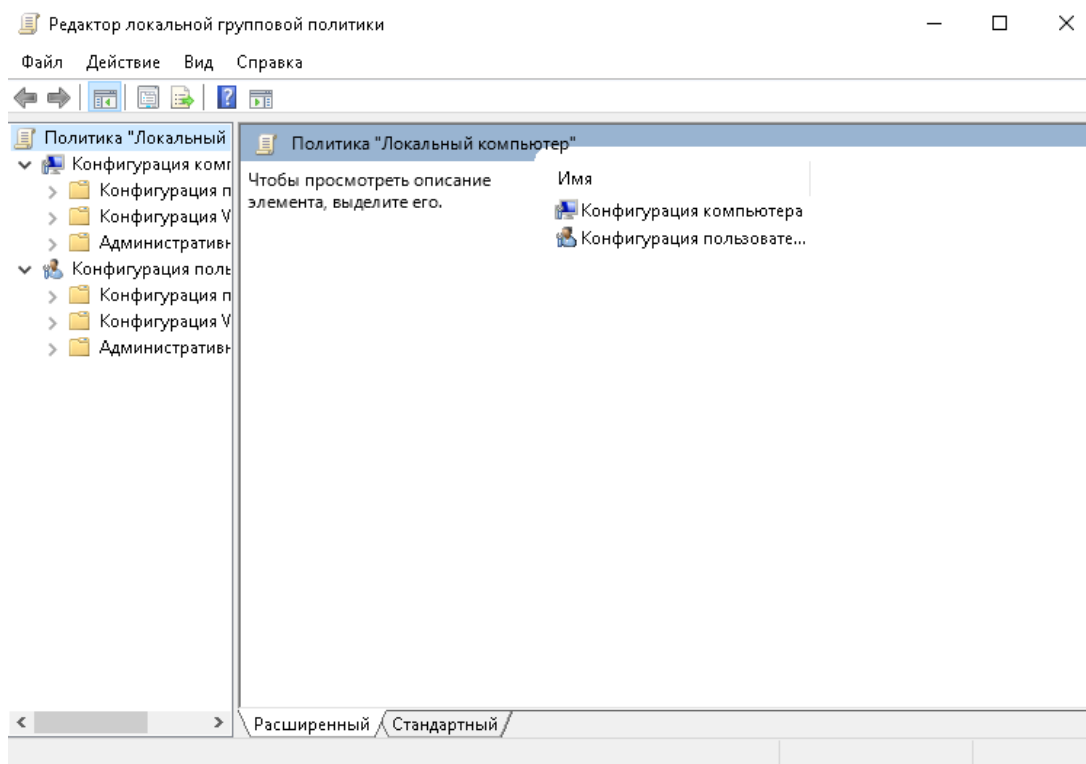 Редактор локальной групповой политики
Файл Действие Вид Справка
Политика "Локальный
Конфигурация комп
Конфигурация п
Конфигурация W
Административн
Конфигурация поль
Конфигурация п
Конфигурация W
Административн
Политика "Локальный компьютер"
Чтобы просмотреть описание
элемента, выделите его.
Имя
Конфигурация компьютера
Конфигурация пользовате...
Расширенный Стандартный